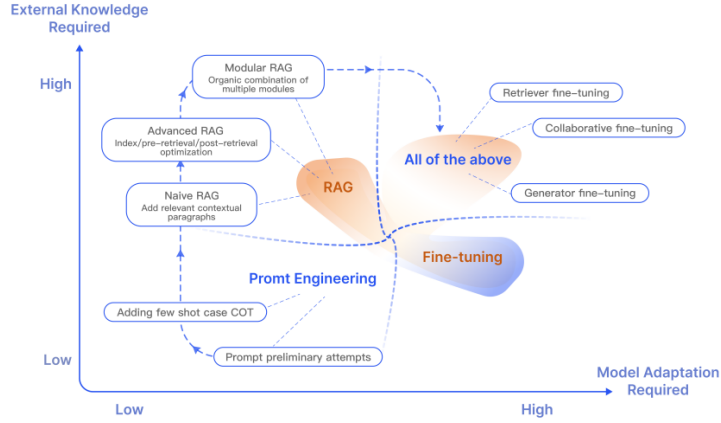 External Knowledge
Required
High
Modular RAG
Organic combination of
multiple modules
Retriever fine-tuning
Advanced RAG
Index/pre-retrieval/post-retrieval
optimization
Collaborative fine-tuning
All of the above
RAG
Naive RAG
Add relevant contextual
paragraphs
Generator fine-tuning
Fine-tuning
Promt Engineering
Adding few shot case COT
Low
Prompt preliminary attempts
Model Adaptation
Required
Low
High